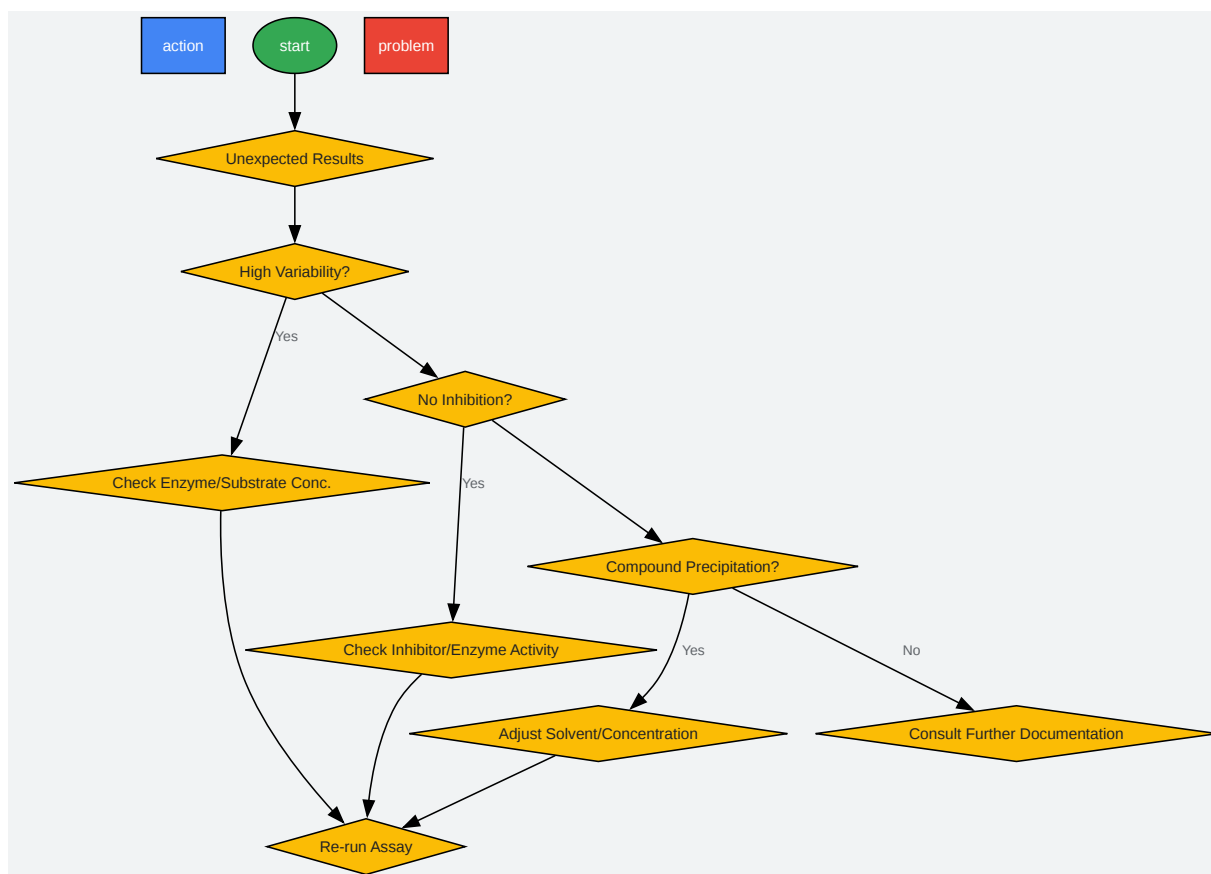 action
start
problem
Unexpected Results
High Variability?
Yes
No Inhibition?
Check Enzyme/Substrate Conc.
Yes
Compound Precipitation?
Check Inhibitor/Enzyme Activity
Yes
No
Adjust Solvent/Concentration
Consult Further Documentation
Re-run Assay